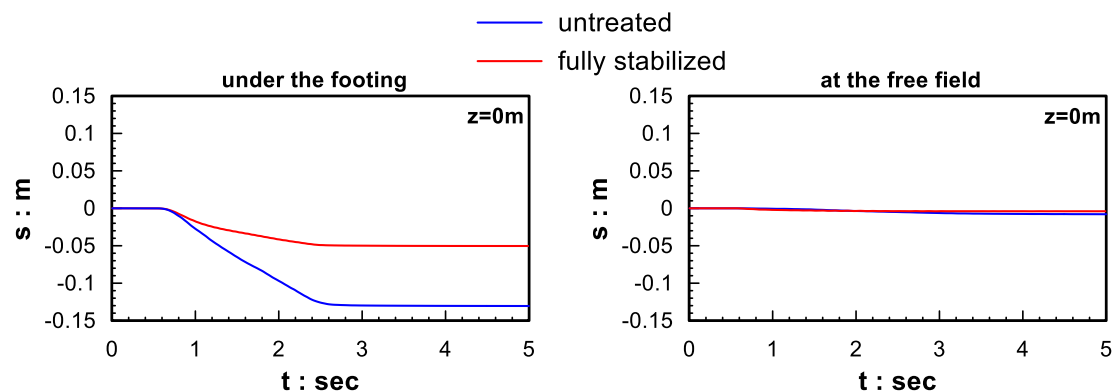 untreated
fully stabilized
under the footing
at the free field
0.15
0.1
0.05
0
-0.05
-0.1
-0.15
s : m
z=0m
0 1 2 3 4 5
t : sec
0.15
0.1
0.05
0
-0.05
-0.1
-0.15
s : m
z=0m
0 1 2 3 4 5
t : sec